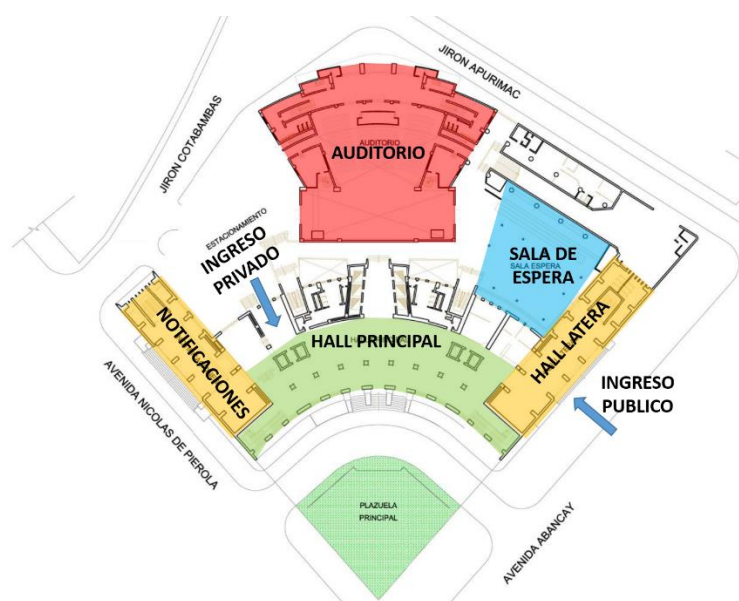 JIRON APURIMAC
JIRON COTABAMBAS
AUDITORIO
AUDITORIO
ESTACIONAMIENTO
INGRESO
PRIVADO
SALA DE
SALA ESPERA
ESPERA
NOTIFICACIONES
HALL PRINCIPAL
HALL LATERA
INGRESO
PUBLICO
AVENIDA NICOLAS DE PIEROLA
PLAZUELA
PRINCIPAL
AVENIDA ABANCAY